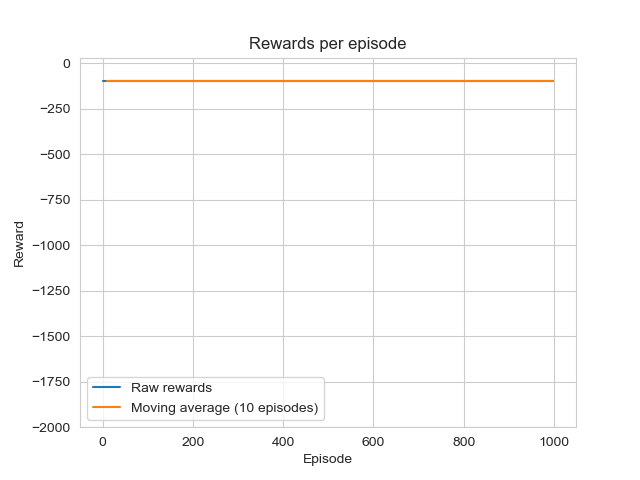 Rewards per episode
0
−250
−500
−750
−1000
−1250
−1500
−1750
−2000
Reward
Raw rewards
Moving average (10 episodes)
0 200 400 600 800 1000
Episode